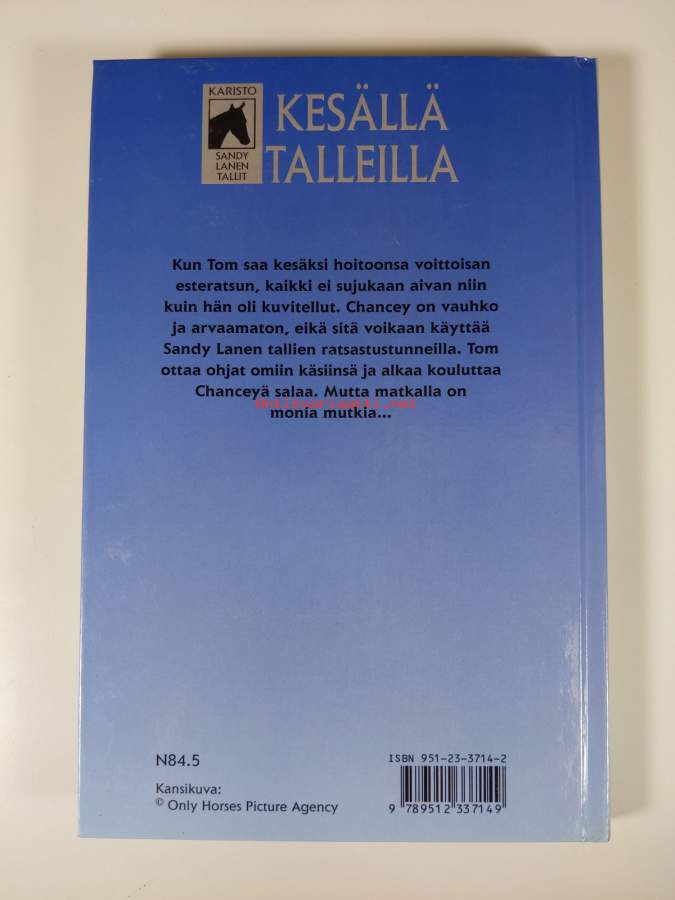 KARISTO
SANDY
LANEN
TALLIT
KESÄLLÄ
TALLEILLA
Kun Tom saa kesäksi hoitoonsa voittoisan
esteratsun, kaikki ei sujukaan aivan niin
kuin hän oli kuvitellut. Chancey on vauhko
ja arvaamaton, eikä sitä voikaan käyttää
Sandy Lanen tallien ratsastustunneilla. Tom
ottaa ohjat omiin käsiinsä ja alkaa kouluttaa
Chanceyä salaa. Mutta matkalla on
antikvariaatti.net
monia mutkia...
N84.5
Kansikuva:
© Only Horses Picture Agency
ISBN 951-23-3714-2
9 789512 337149